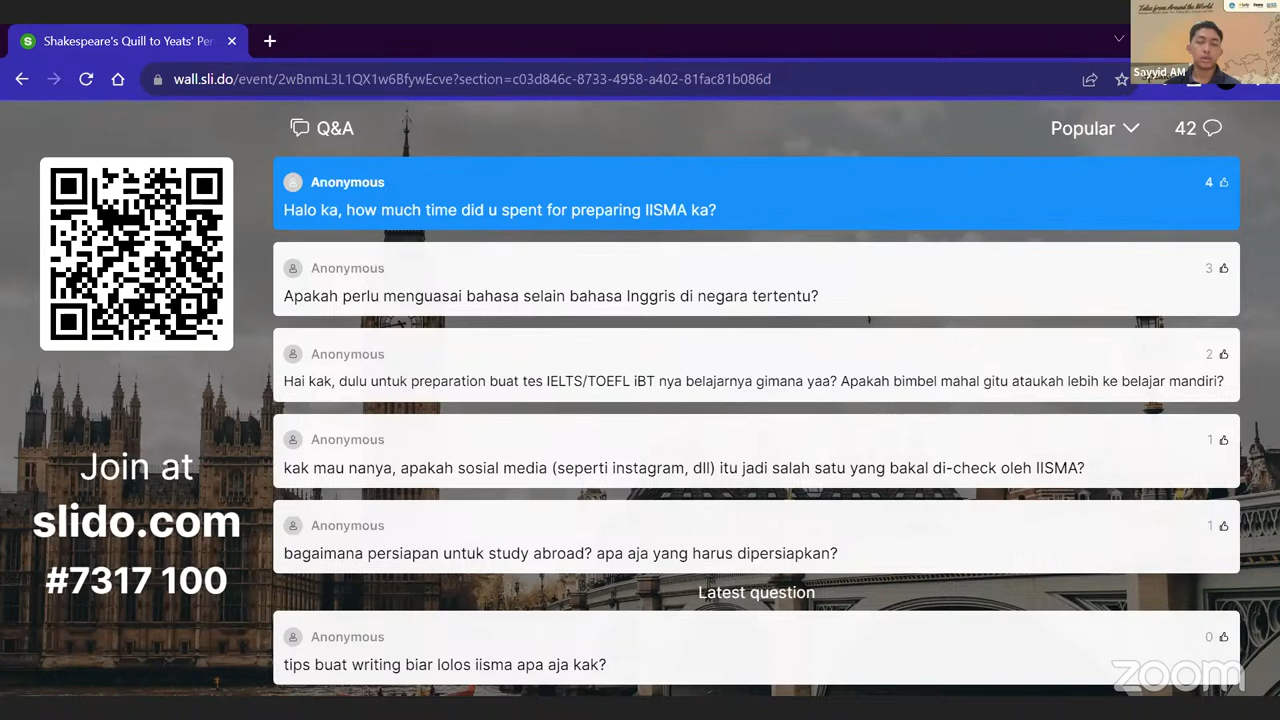 Shakespeare's Quill to Yeats' Pe
wall.sli.do/event/2wBnmL3L1QX1w6BfywEcve?section=c03d846c-8733-4958-a402-81fac81b086d
Tales from Around the World
Sayyid AM
Q&A
Popular
42
Anonymous
4
Halo ka, how much time did u spent for preparing IISMA ka?
Anonymous
3
Apakah perlu menguasai bahasa selain bahasa Inggris di negara tertentu?
Anonymous
2
Hai kak, dulu untuk preparation buat tes IELTS/TOEFL iBT nya belajarnya gimana yaa? Apakah bimbel mahal gitu ataukah lebih ke belajar mandiri?
Anonymous
1
kak mau nanya, apakah sosial media (seperti instagram, dll) itu jadi salah satu yang bakal di-check oleh IISMA?
Anonymous
1
bagaimana persiapan untuk study abroad? apa aja yang harus dipersiapkan?
Latest question
Anonymous
0
tips buat writing biar lolos iisma apa aja kak?
Join at
slido.com
#7317 100
zoom